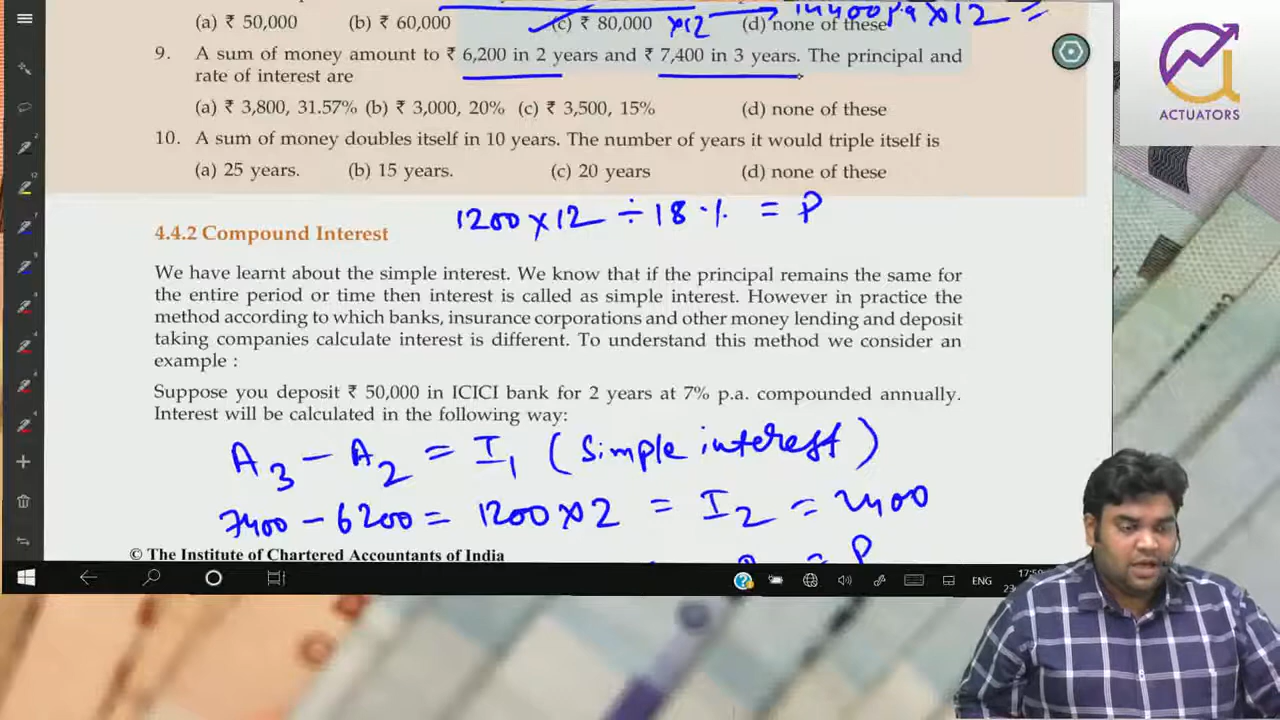 (a) ₹ 50,000 (b) ₹ 60,000 (c) ₹ 80,000 (d) none of these
×12 → 14400 pa ×12 =
9. A sum of money amount to ₹ 6,200 in 2 years and ₹ 7,400 in 3 years. The principal and
rate of interest are
(a) ₹ 3,800, 31.57% (b) ₹ 3,000, 20% (c) ₹ 3,500, 15% (d) none of these
10. A sum of money doubles itself in 10 years. The number of years it would triple itself is
(a) 25 years. (b) 15 years. (c) 20 years (d) none of these
1200 × 12 ÷ 18 % = P
4.4.2 Compound Interest
We have learnt about the simple interest. We know that if the principal remains the same for
the entire period or time then interest is called as simple interest. However in practice the
method according to which banks, insurance corporations and other money lending and deposit
taking companies calculate interest is different. To understand this method we consider an
example :
Suppose you deposit ₹ 50,000 in ICICI bank for 2 years at 7% p.a. compounded annually.
Interest will be calculated in the following way:
A3 − A2 = I1 (Simple interest)
7400 − 6200 = 1200 × 2 = I2 = 2400
= P
© The Institute of Chartered Accountants of India
ENG
ACTUATORS